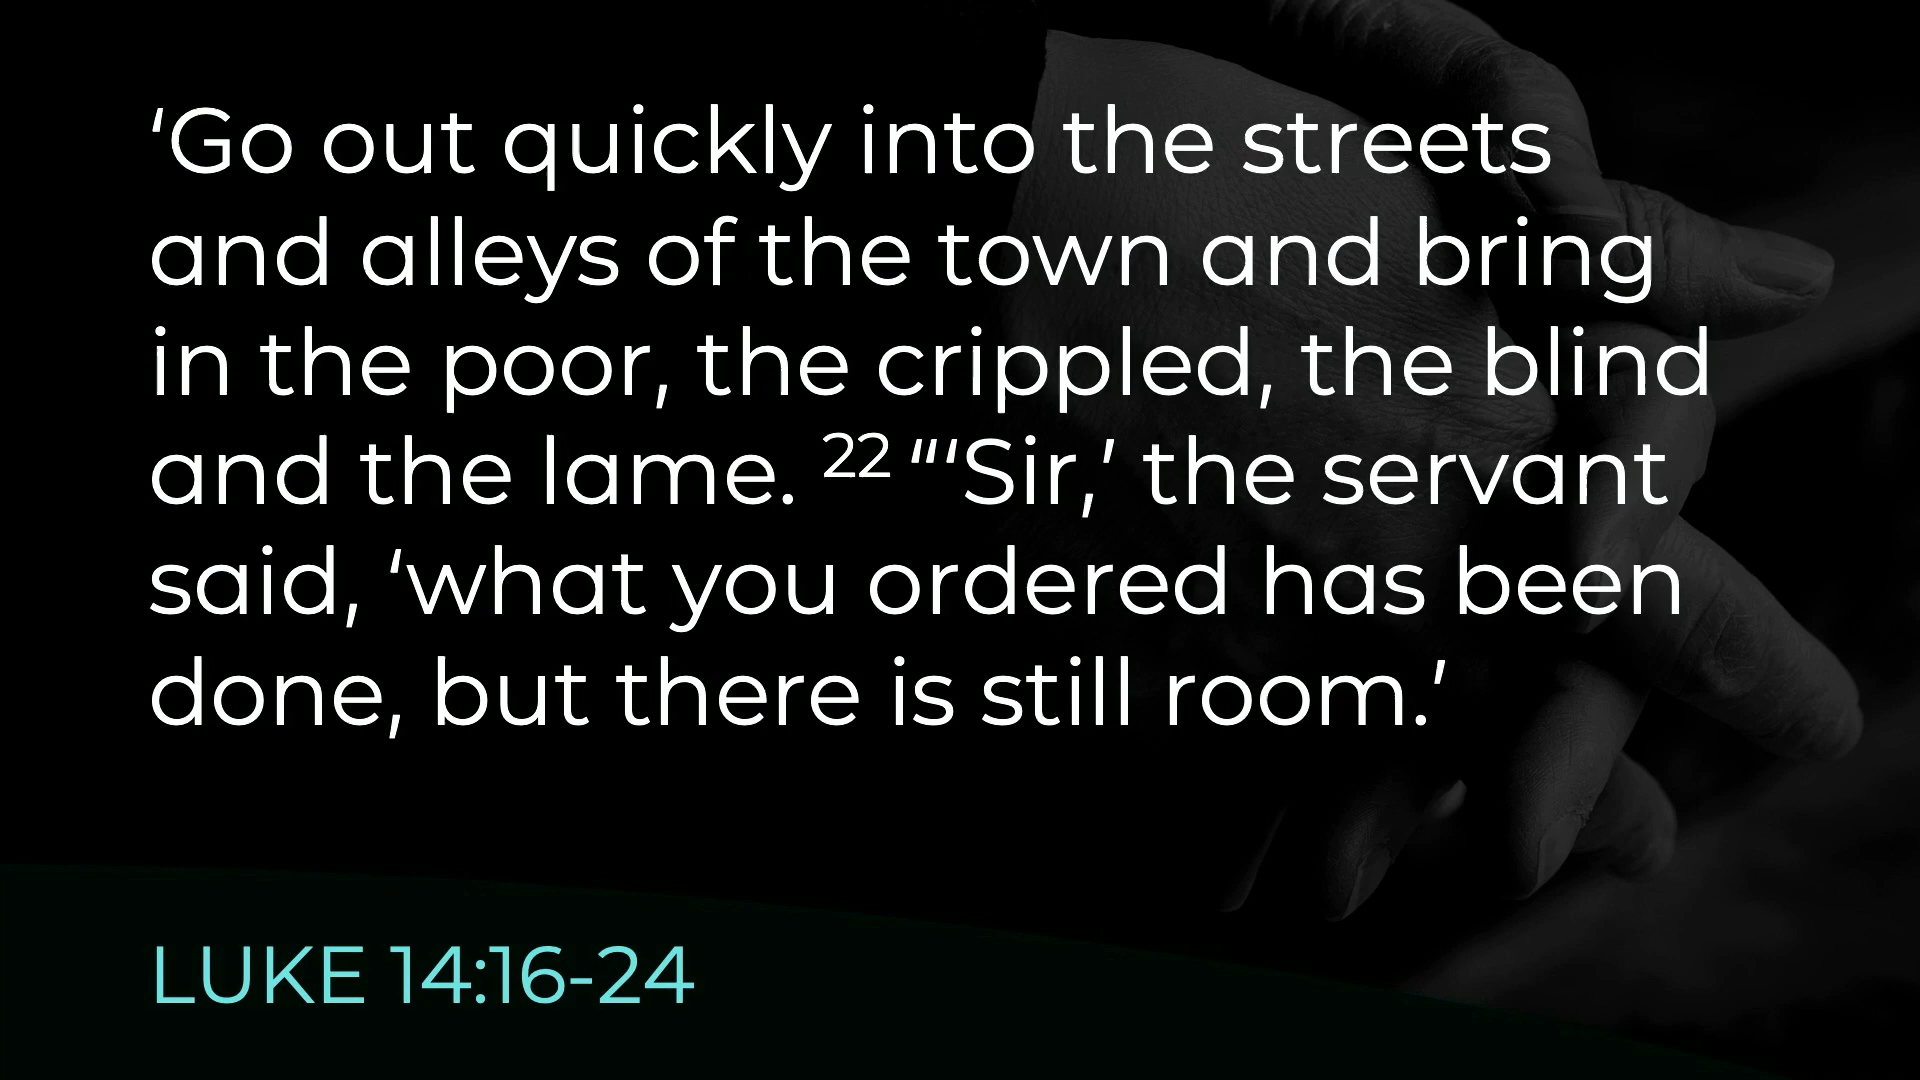 ‘Go out quickly into the streets
and alleys of the town and bring
in the poor, the crippled, the blind
and the lame. ²² “‘Sir,’ the servant
said, ‘what you ordered has been
done, but there is still room.’
LUKE 14:16-24